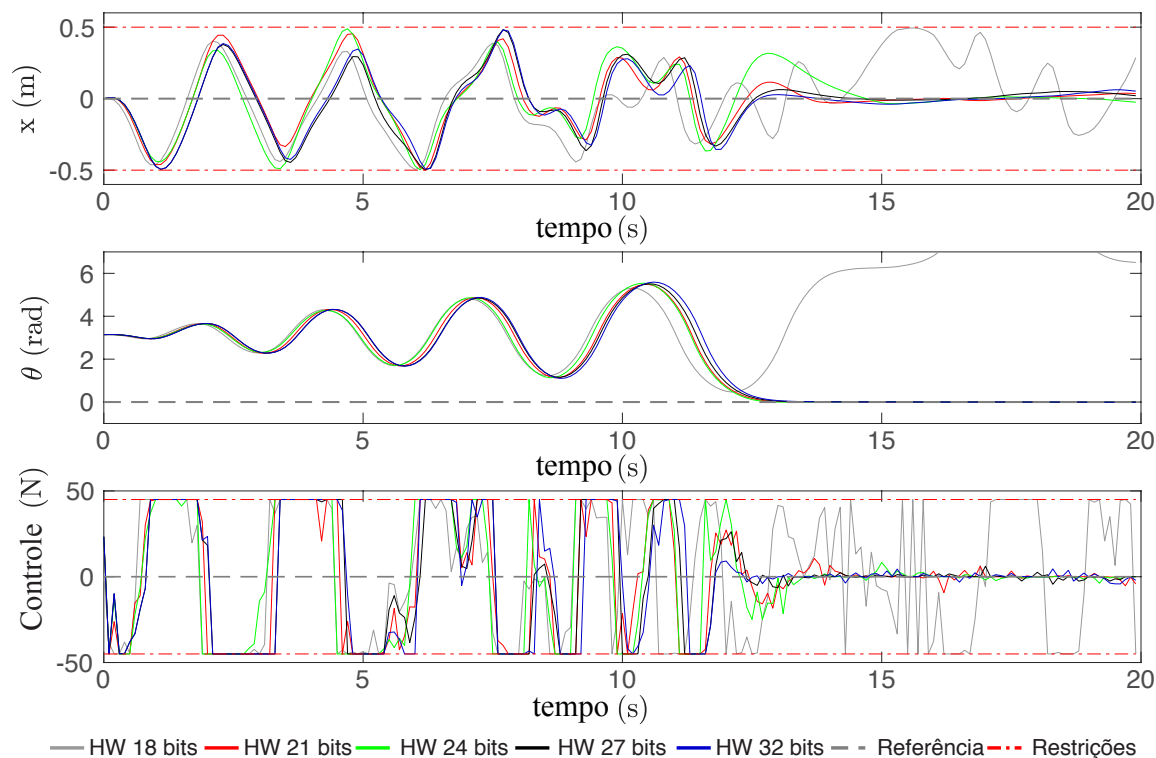 0.5
0
-0.5
x (m)
0 5 10 15 20
tempo (s)
6
4
2
0
θ (rad)
0 5 10 15 20
tempo (s)
50
0
-50
Controle (N)
0 5 10 15 20
tempo (s)
HW 18 bits HW 21 bits HW 24 bits HW 27 bits HW 32 bits Referência Restrições